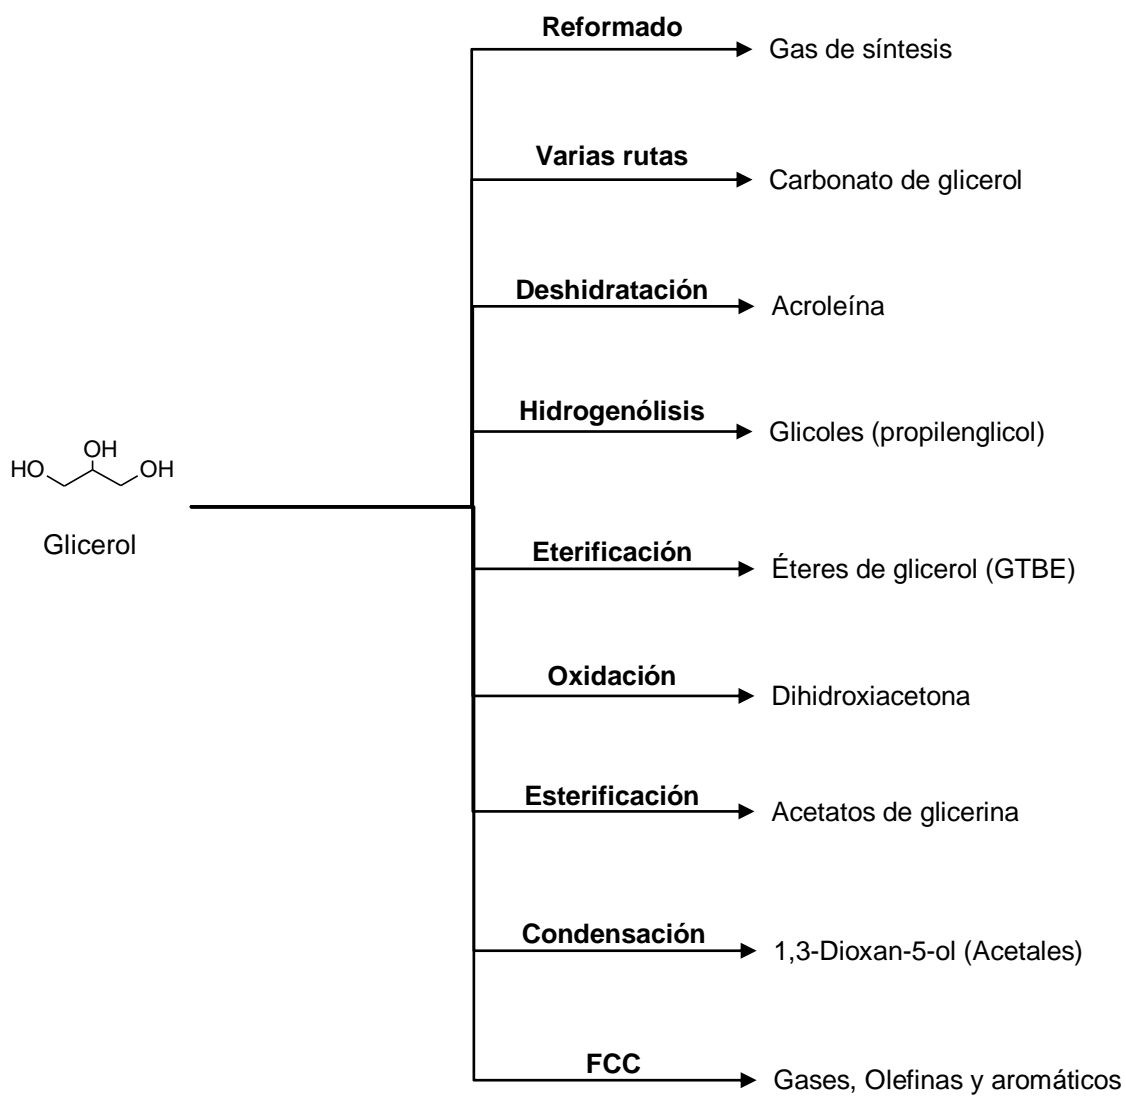 Reformado
Gas de síntesis
Varias rutas
Carbonato de glicerol
Deshidratación
Acroleína
Hidrogenólisis
Glicoles (propilenglicol)
OH
HO
OH
Glicerol
Eterificación
Éteres de glicerol (GTBE)
Oxidación
Dihidroxiacetona
Esterificación
Acetatos de glicerina
Condensación
1,3-Dioxan-5-ol (Acetales)
FCC
Gases, Olefinas y aromáticos